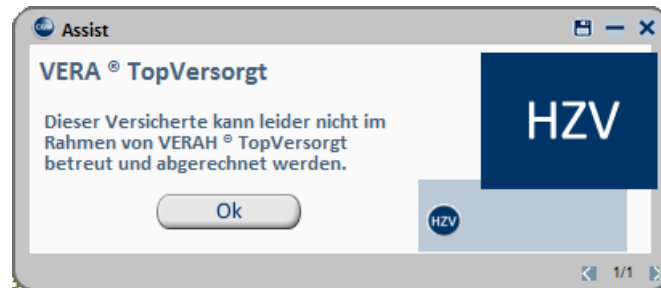 CGM Assist
VERA ® TopVersorgt
HZV
Dieser Versicherte kann leider nicht im
Rahmen von VERAH ® TopVersorgt
betreut und abgerechnet werden.
Ok
HZV
1/1